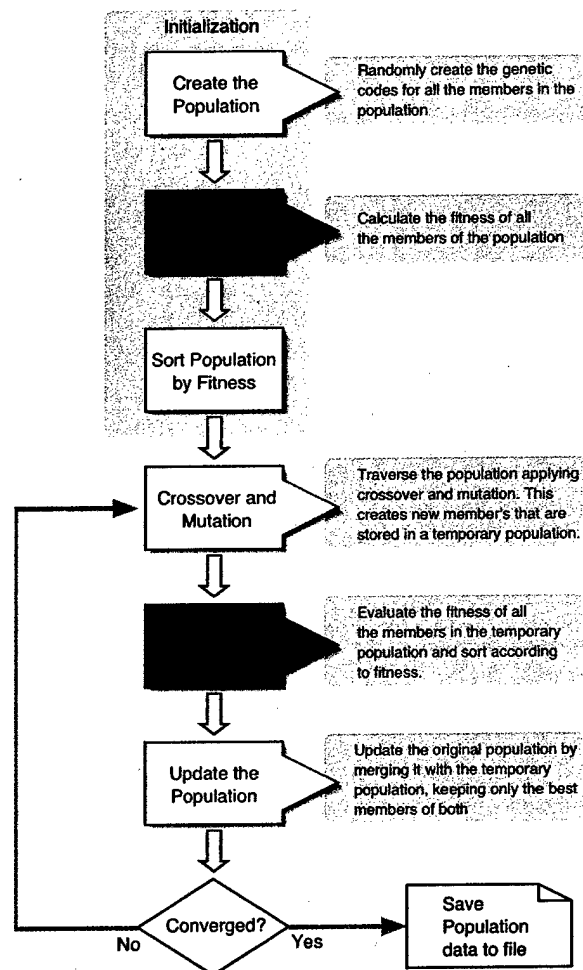 Initialization
Create the
Population
Randomly create the genetic
codes for all the members in the
population
Calculate the fitness of all
the members of the population
Sort Population
by Fitness
Crossover and
Mutation
Traverse the population applying
crossover and mutation. This
creates new member's that are
stored in a temporary population.
Evaluate the fitness of all
the members in the temporary
population and sort according
to fitness.
Update the
Population
Update the original population by
merging it with the temporary
population, keeping only the best
members of both
Converged?
No
Yes
Save
Population
data to file